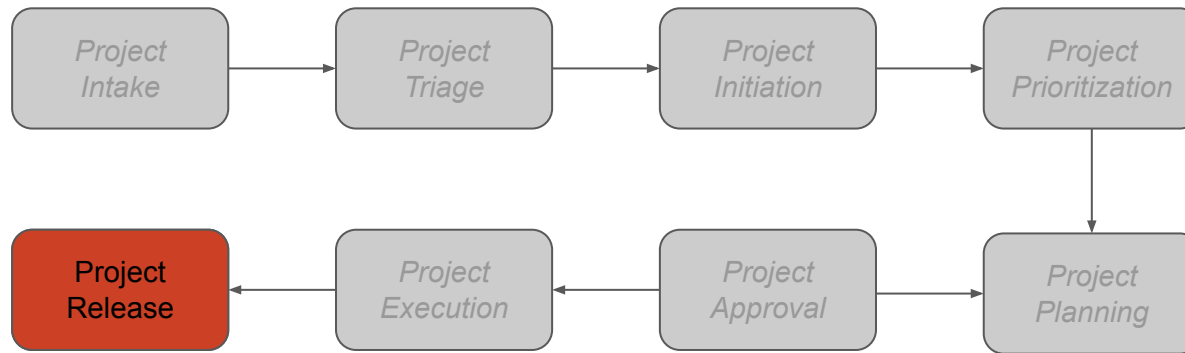 Project
Intake
Project
Triage
Project
Initiation
Project
Prioritization
Project
Release
Project
Execution
Project
Approval
Project
Planning